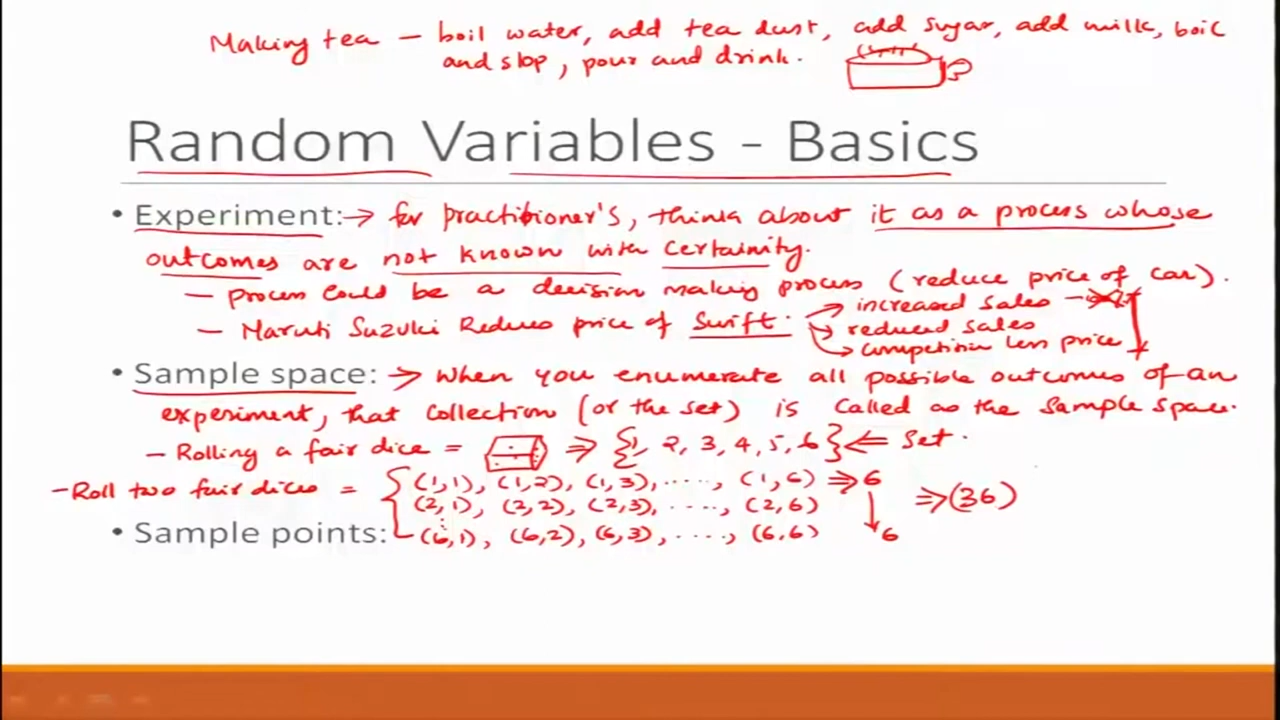 Making tea – boil water, add tea dust, add sugar, add milk, boil
and stop, pour and drink.
Random Variables - Basics
• Experiment: → for practitioner's, think about it as a process whose
outcomes are not known with certainity.
– process could be a decision making process (reduce price of car).
– Maruti Suzuki Reduces price of Swift → increased sales –
→ reduced sales
→ competition less price
• Sample space: → when you enumerate all possible outcomes of an
experiment, that collection (or the set) is called as the sample space.
– Rolling a fair dice = ⇒ {1, 2, 3, 4, 5, 6} ⇐ set.
– Roll two fair dices = { (1,1), (1,2), (1,3), ...., (1,6) ⇒ 6
(2,1), (2,2), (2,3), ...., (2,6) ⇒ (36)
• Sample points: (6,1), (6,2), (6,3), ...., (6,6) 6